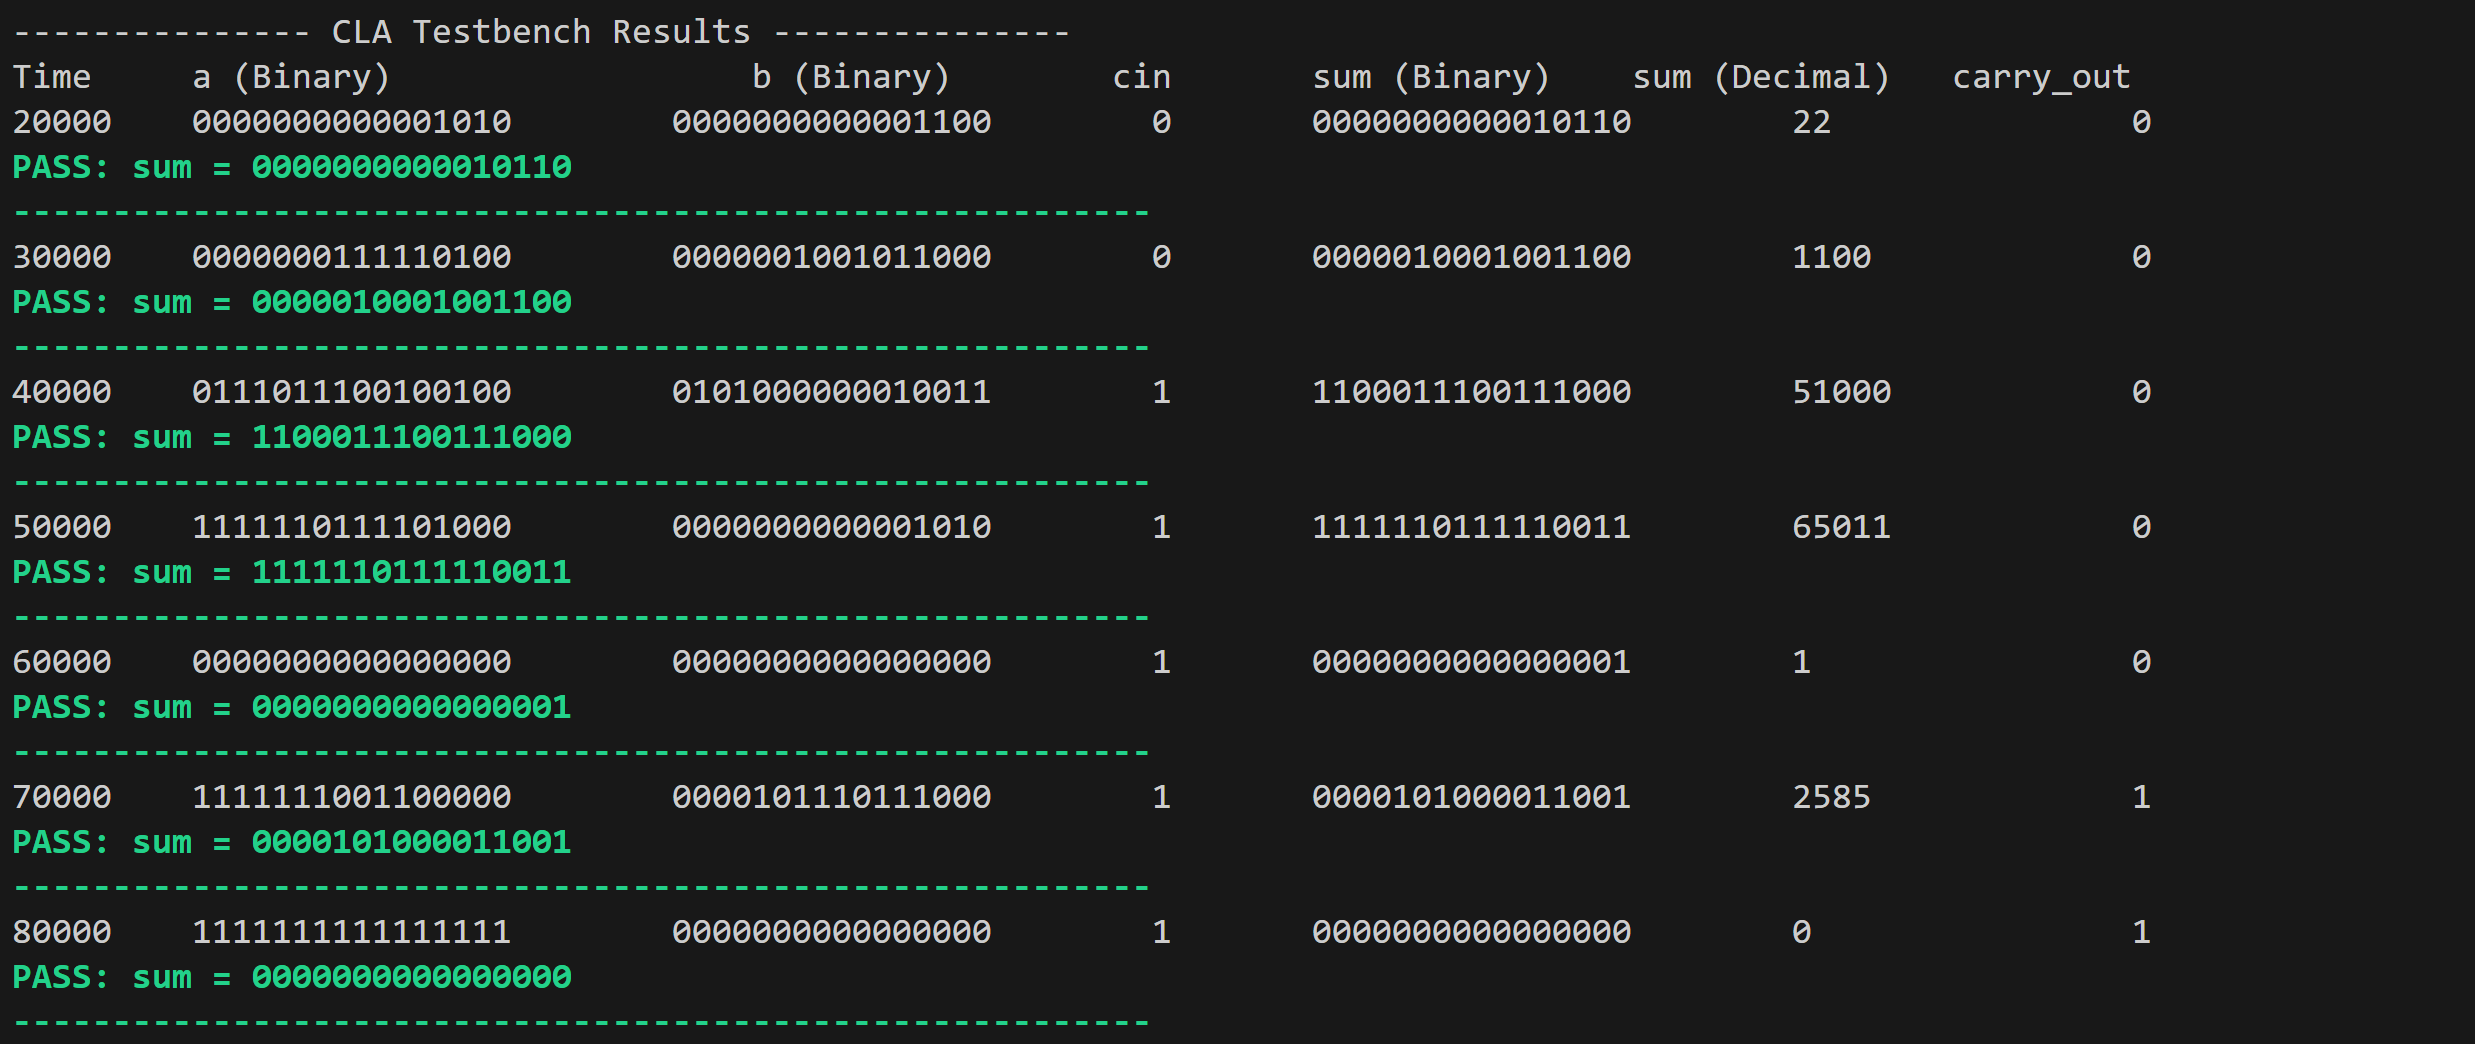 --------------- CLA Testbench Results ---------------
Time    a (Binary)                  b (Binary)        cin       sum (Binary)    sum (Decimal)   carry_out
20000    0000000000001010        0000000000001100        0       0000000000010110        22               0
PASS: sum = 0000000000010110
---------------------------------------------------------
30000    0000000111110100        0000001001011000        0       0000010001001100        1100             0
PASS: sum = 0000010001001100
---------------------------------------------------------
40000    0111011100100100        0101000000010011        1       1100011100111000        51000            0
PASS: sum = 1100011100111000
---------------------------------------------------------
50000    1111110111101000        0000000000001010        1       1111110111110011        65011            0
PASS: sum = 1111110111110011
---------------------------------------------------------
60000    0000000000000000        0000000000000000        1       0000000000000001        1                0
PASS: sum = 0000000000000001
---------------------------------------------------------
70000    1111111001100000        0000101110111000        1       0000101000011001        2585             1
PASS: sum = 0000101000011001
---------------------------------------------------------
80000    1111111111111111        0000000000000000        1       0000000000000000        0                1
PASS: sum = 0000000000000000
---------------------------------------------------------